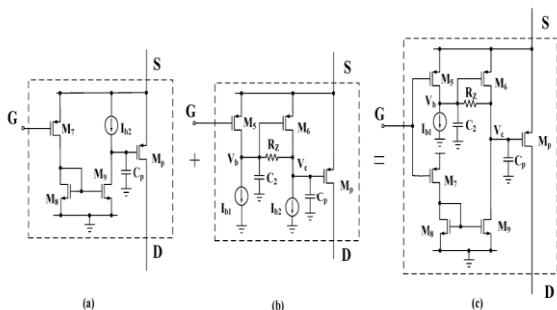 S
G
M7
Ib2
Mp
Cp
M8
M9
D
(a)
+
S
G
M5
M6
Vb
RZ
Vc
C2
Mp
Ib1
Ib2
Cp
D
(b)
=
S
G
M5
M6
RZ
Vb
Ib1
C2
Vc
Mp
Cp
M7
M8
M9
D
(c)